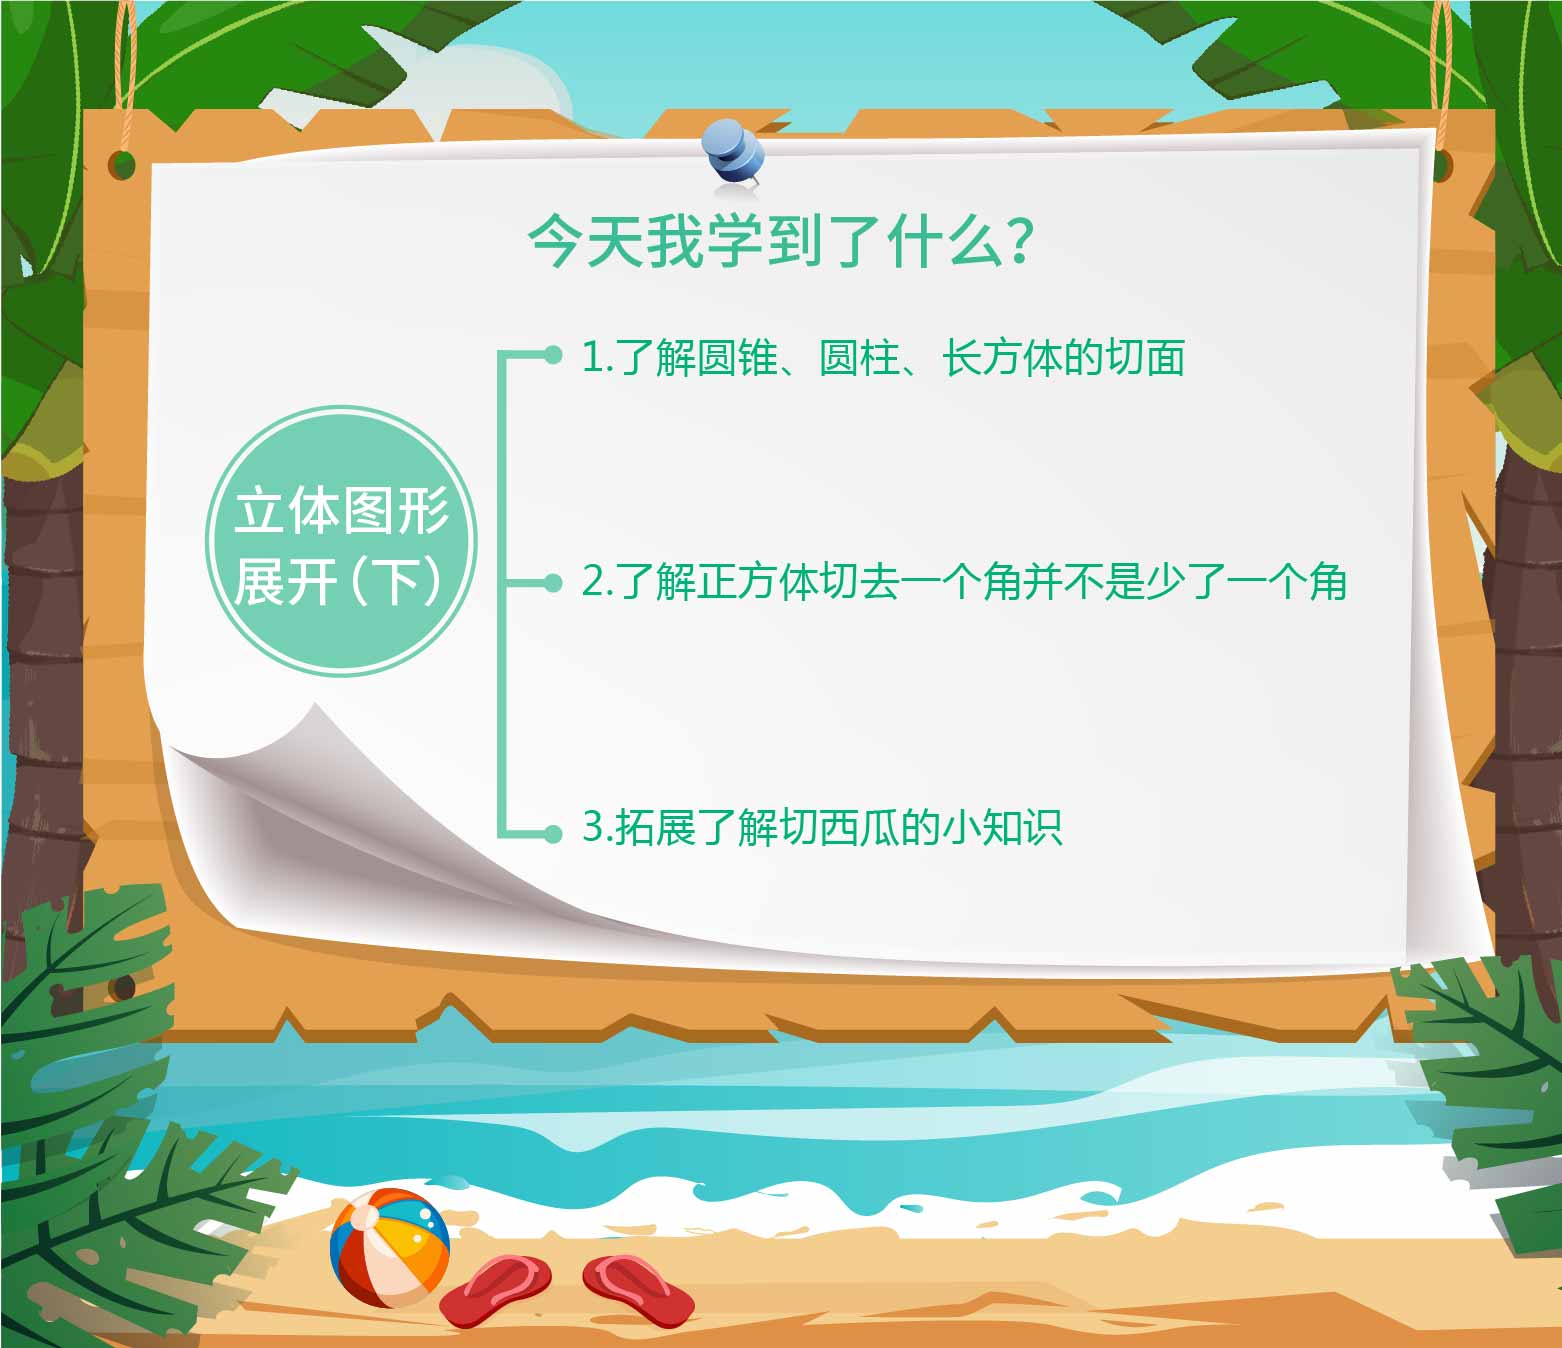 今天我学到了什么?
立体图形
展开(下)
1.了解圆锥、圆柱、长方体的切面
2.了解正方体切去一个角并不是少了一个角
3.拓展了解切西瓜的小知识